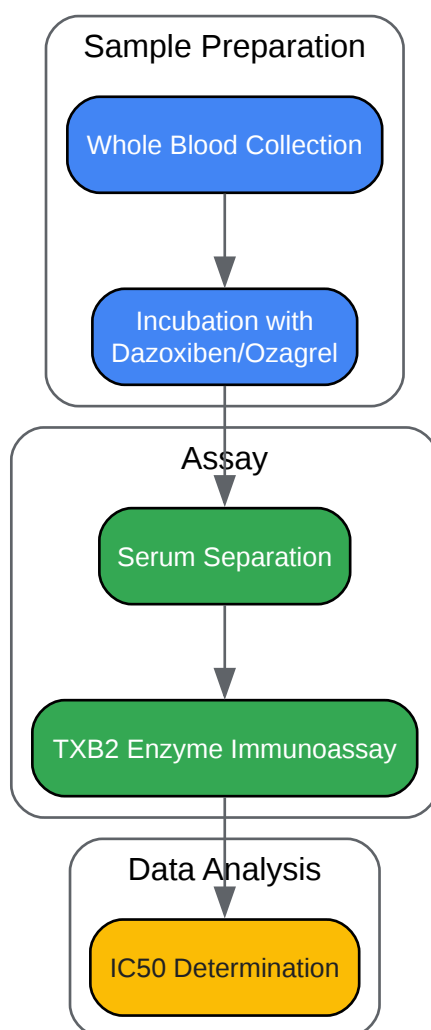 Sample Preparation
Whole Blood Collection
Incubation with
Dazoxiben/Ozagrel
Assay
Serum Separation
TXB2 Enzyme Immunoassay
Data Analysis
IC50 Determination